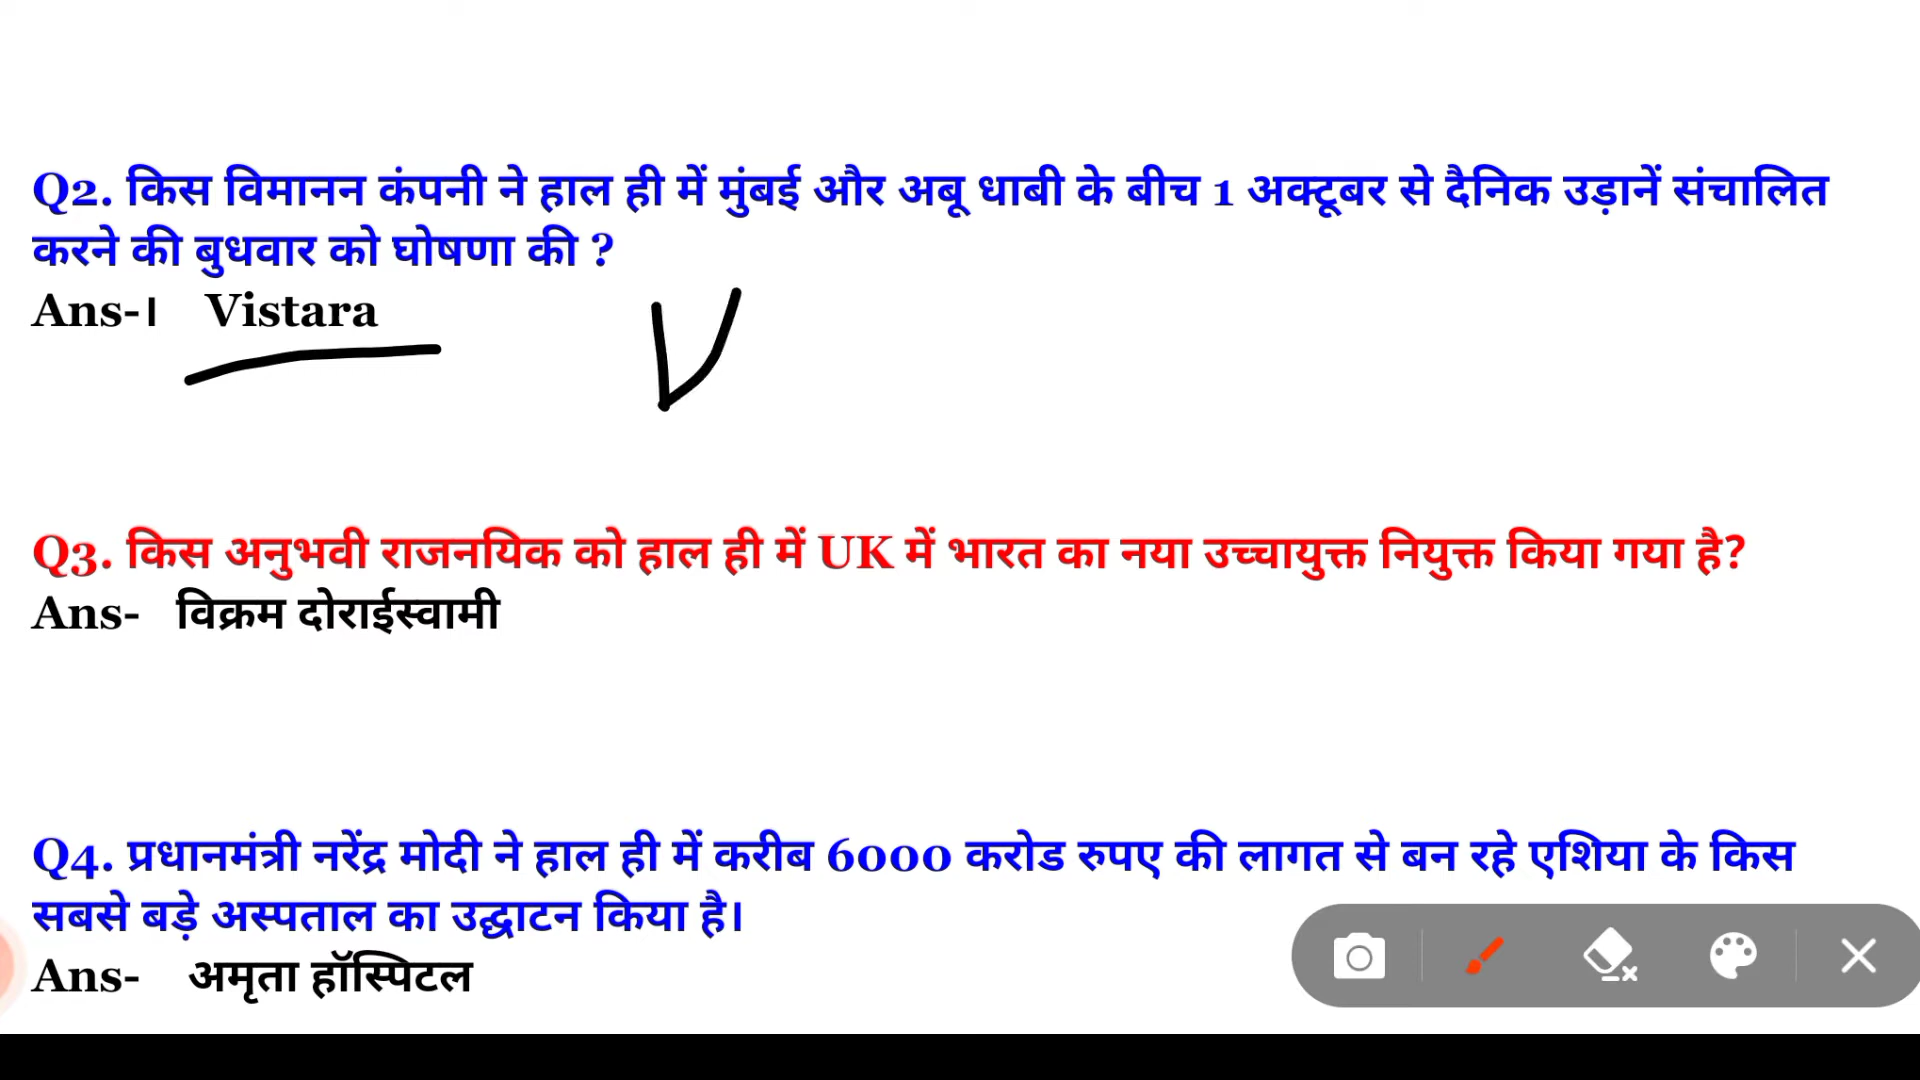 Q2. किस विमानन कंपनी ने हाल ही में मुंबई और अबू धाबी के बीच 1 अक्टूबर से दैनिक उड़ानें संचालित
करने की बुधवार को घोषणा की ?
Ans-। Vistara
Q3. किस अनुभवी राजनयिक को हाल ही में UK में भारत का नया उच्चायुक्त नियुक्त किया गया है?
Ans- विक्रम दोराईस्वामी
Q4. प्रधानमंत्री नरेंद्र मोदी ने हाल ही में करीब 6000 करोड रुपए की लागत से बन रहे एशिया के किस
सबसे बड़े अस्पताल का उद्घाटन किया है।
Ans- अमृता हॉस्पिटल